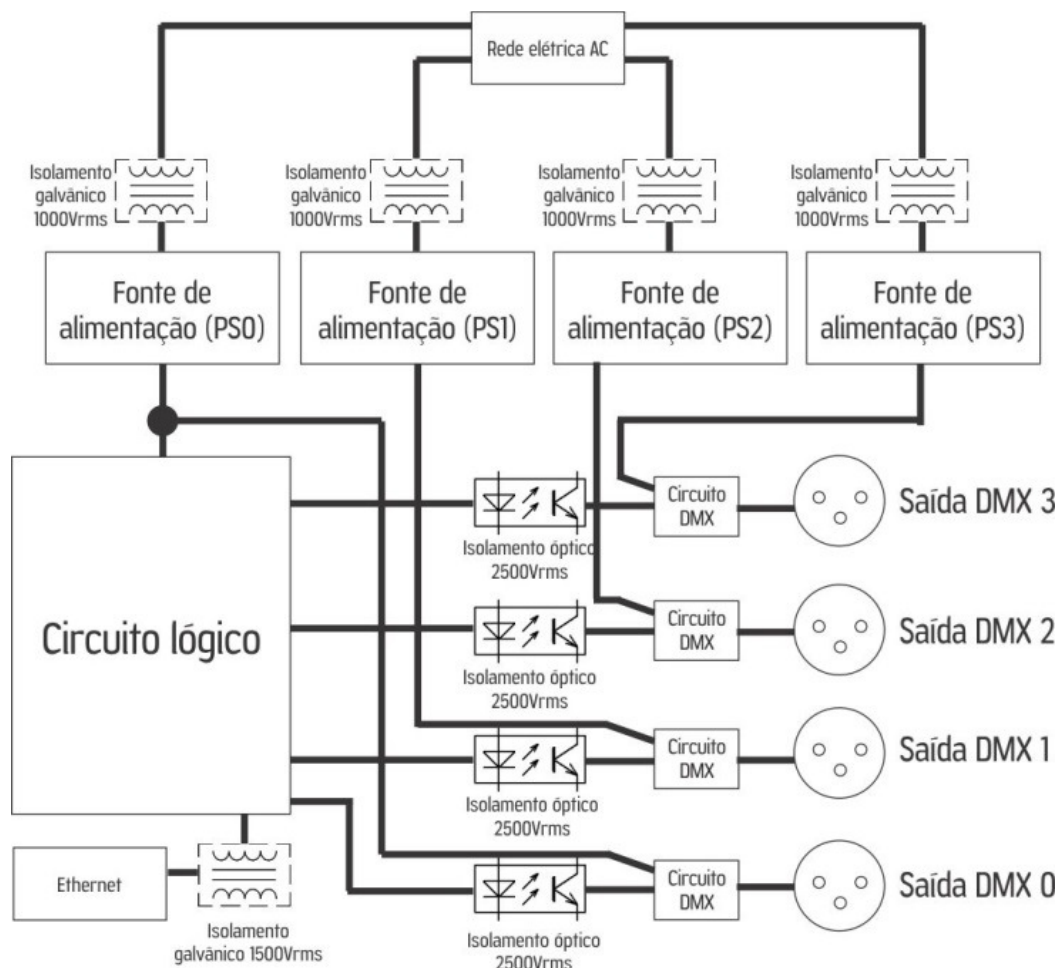 Rede elétrica AC
Isolamento
galvânico
1000Vrms
Isolamento
galvânico
1000Vrms
Isolamento
galvânico
1000Vrms
Isolamento
galvânico
1000Vrms
Fonte de
alimentação (PS0)
Fonte de
alimentação (PS1)
Fonte de
alimentação (PS2)
Fonte de
alimentação (PS3)
Circuito
DMX
Saída DMX 3
Isolamento óptico
2500Vrms
Circuito lógico
Circuito
DMX
Saída DMX 2
Isolamento óptico
2500Vrms
Circuito
DMX
Saída DMX 1
Isolamento óptico
2500Vrms
Ethernet
Circuito
DMX
Saída DMX 0
Isolamento
galvânico 1500Vrms
Isolamento óptico
2500Vrms